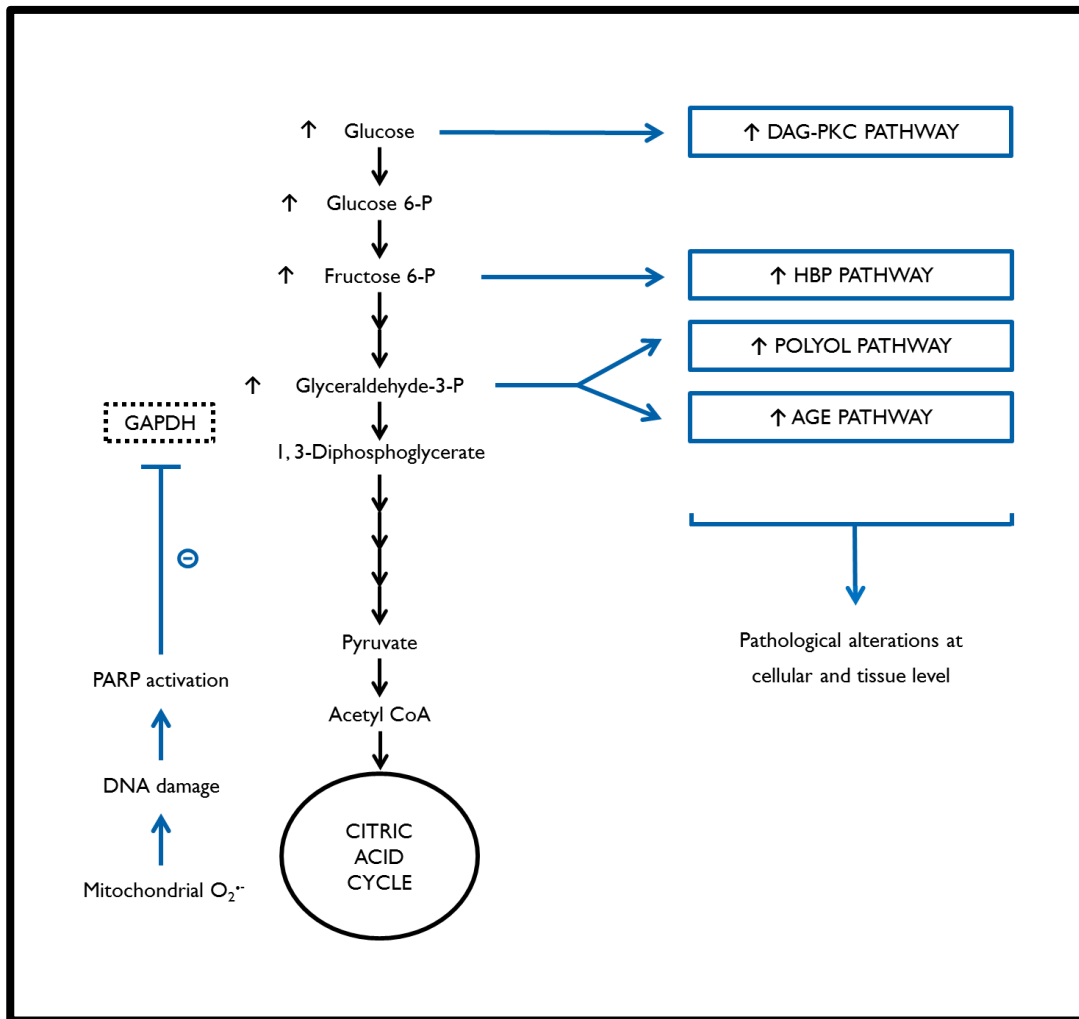 ↑ Glucose
↑ DAG-PKC PATHWAY
↑ Glucose 6-P
↑ Fructose 6-P
↑ HBP PATHWAY
↑ POLYOL PATHWAY
↑ Glyceraldehyde-3-P
↑ AGE PATHWAY
GAPDH
1, 3-Diphosphoglycerate
⊖
Pyruvate
Pathological alterations at
cellular and tissue level
PARP activation
Acetyl CoA
DNA damage
CITRIC
ACID
CYCLE
Mitochondrial O₂•-